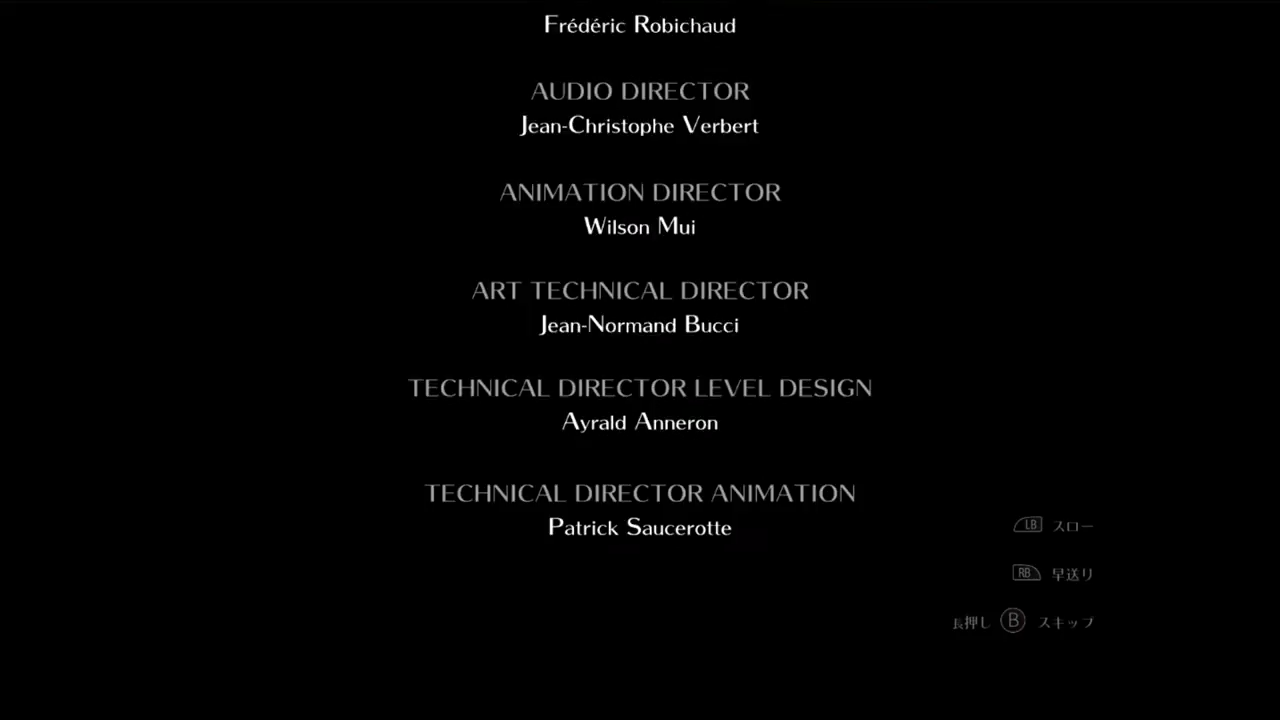 Frédéric Robichaud
AUDIO DIRECTOR
Jean-Christophe Verbert
ANIMATION DIRECTOR
Wilson Mui
ART TECHNICAL DIRECTOR
Jean-Normand Bucci
TECHNICAL DIRECTOR LEVEL DESIGN
Ayrald Anneron
TECHNICAL DIRECTOR ANIMATION
Patrick Saucerotte
LB スロー
RB 早送り
長押し B スキップ